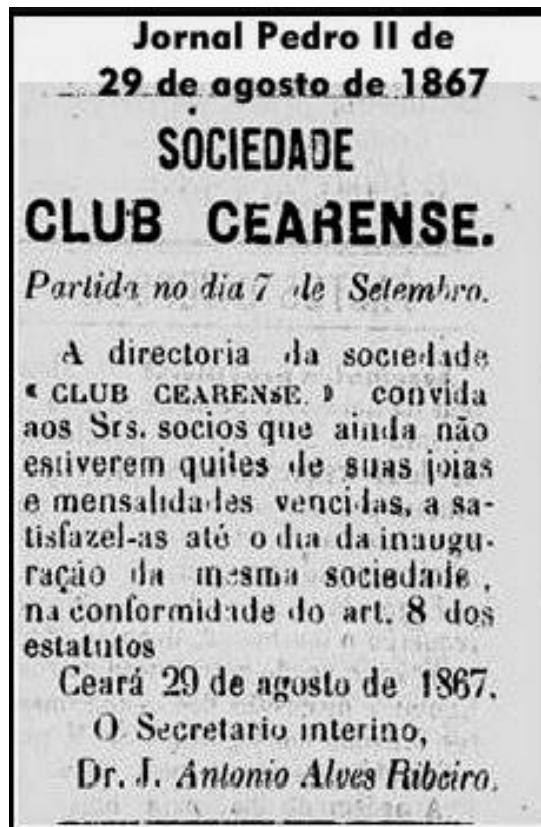 Jornal Pedro II de
29 de agosto de 1867
SOCIEDADE
CLUB CEARENSE.
Partida no dia 7 de Setembro.
A directoria da sociedade
« CLUB CEARENSE. » convida
aos Srs. socios que ainda não
estiverem quites de suas joias
e mensalidades vencidas, a sa-
tisfazel-as até o dia da inaugu-
ração da mesma sociedade,
na conformidade do art. 8 dos
estatutos
Ceará 29 de agosto de 1867.
O Secretario interino,
Dr. J. Antonio Alves Ribeiro.